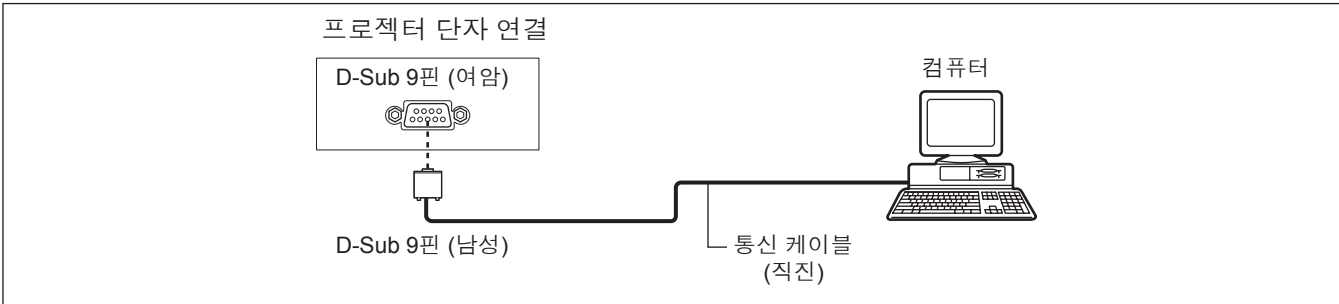 프로젝터 단자 연결
D-Sub 9핀 (여암)
컴퓨터
D-Sub 9핀 (남성)
통신 케이블
(직진)